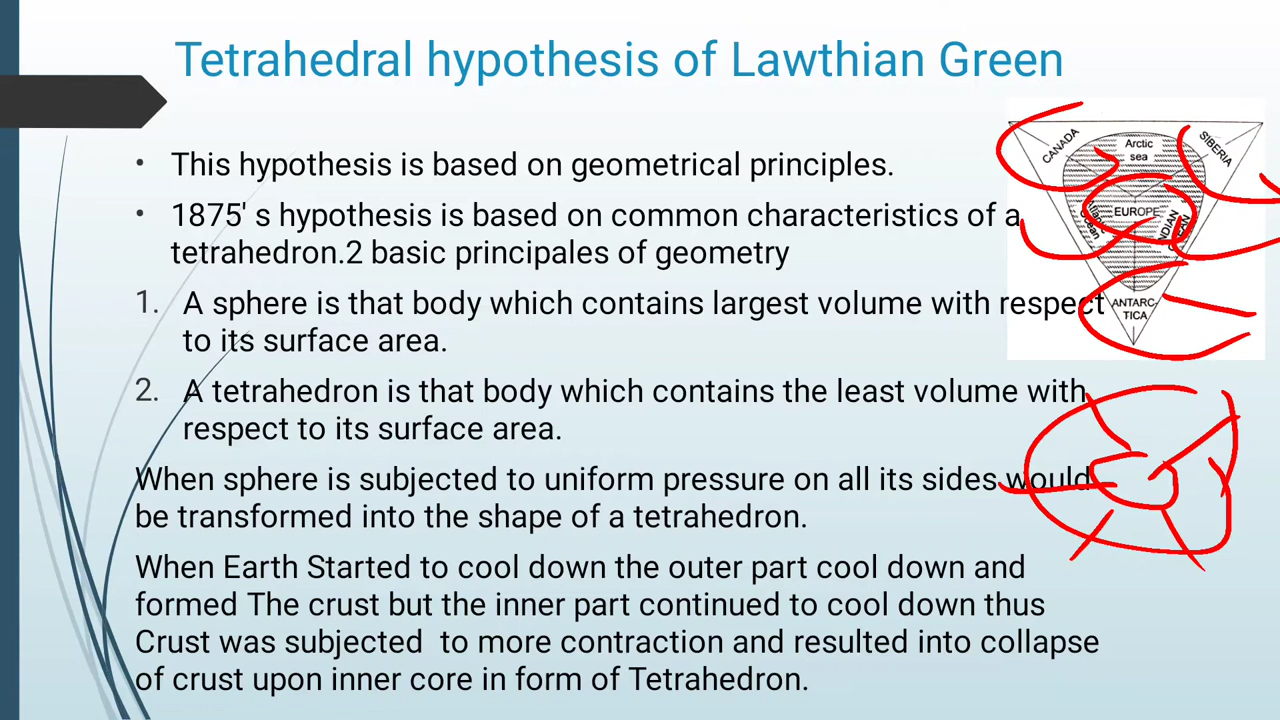 Tetrahedral hypothesis of Lawthian Green
• This hypothesis is based on geometrical principles.
• 1875' s hypothesis is based on common characteristics of a
tetrahedron.2 basic principales of geometry
1. A sphere is that body which contains largest volume with respect
to its surface area.
2. A tetrahedron is that body which contains the least volume with
respect to its surface area.
When sphere is subjected to uniform pressure on all its sides would
be transformed into the shape of a tetrahedron.
When Earth Started to cool down the outer part cool down and
formed The crust but the inner part continued to cool down thus
Crust was subjected  to more contraction and resulted into collapse
of crust upon inner core in form of Tetrahedron.
CANADA
Arctic
sea
SIBERIA
EUROPE
Atlantic
Ocean
INDIAN
OCEAN
ANTARC-
TICA